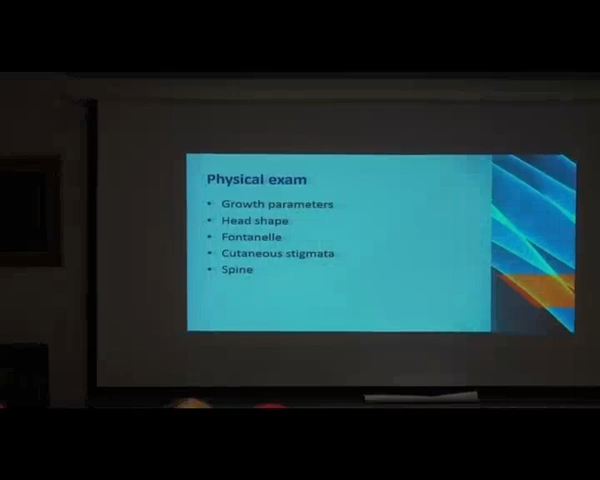 Physical exam
• Growth parameters
• Head shape
• Fontanelle
• Cutaneous stigmata
• Spine